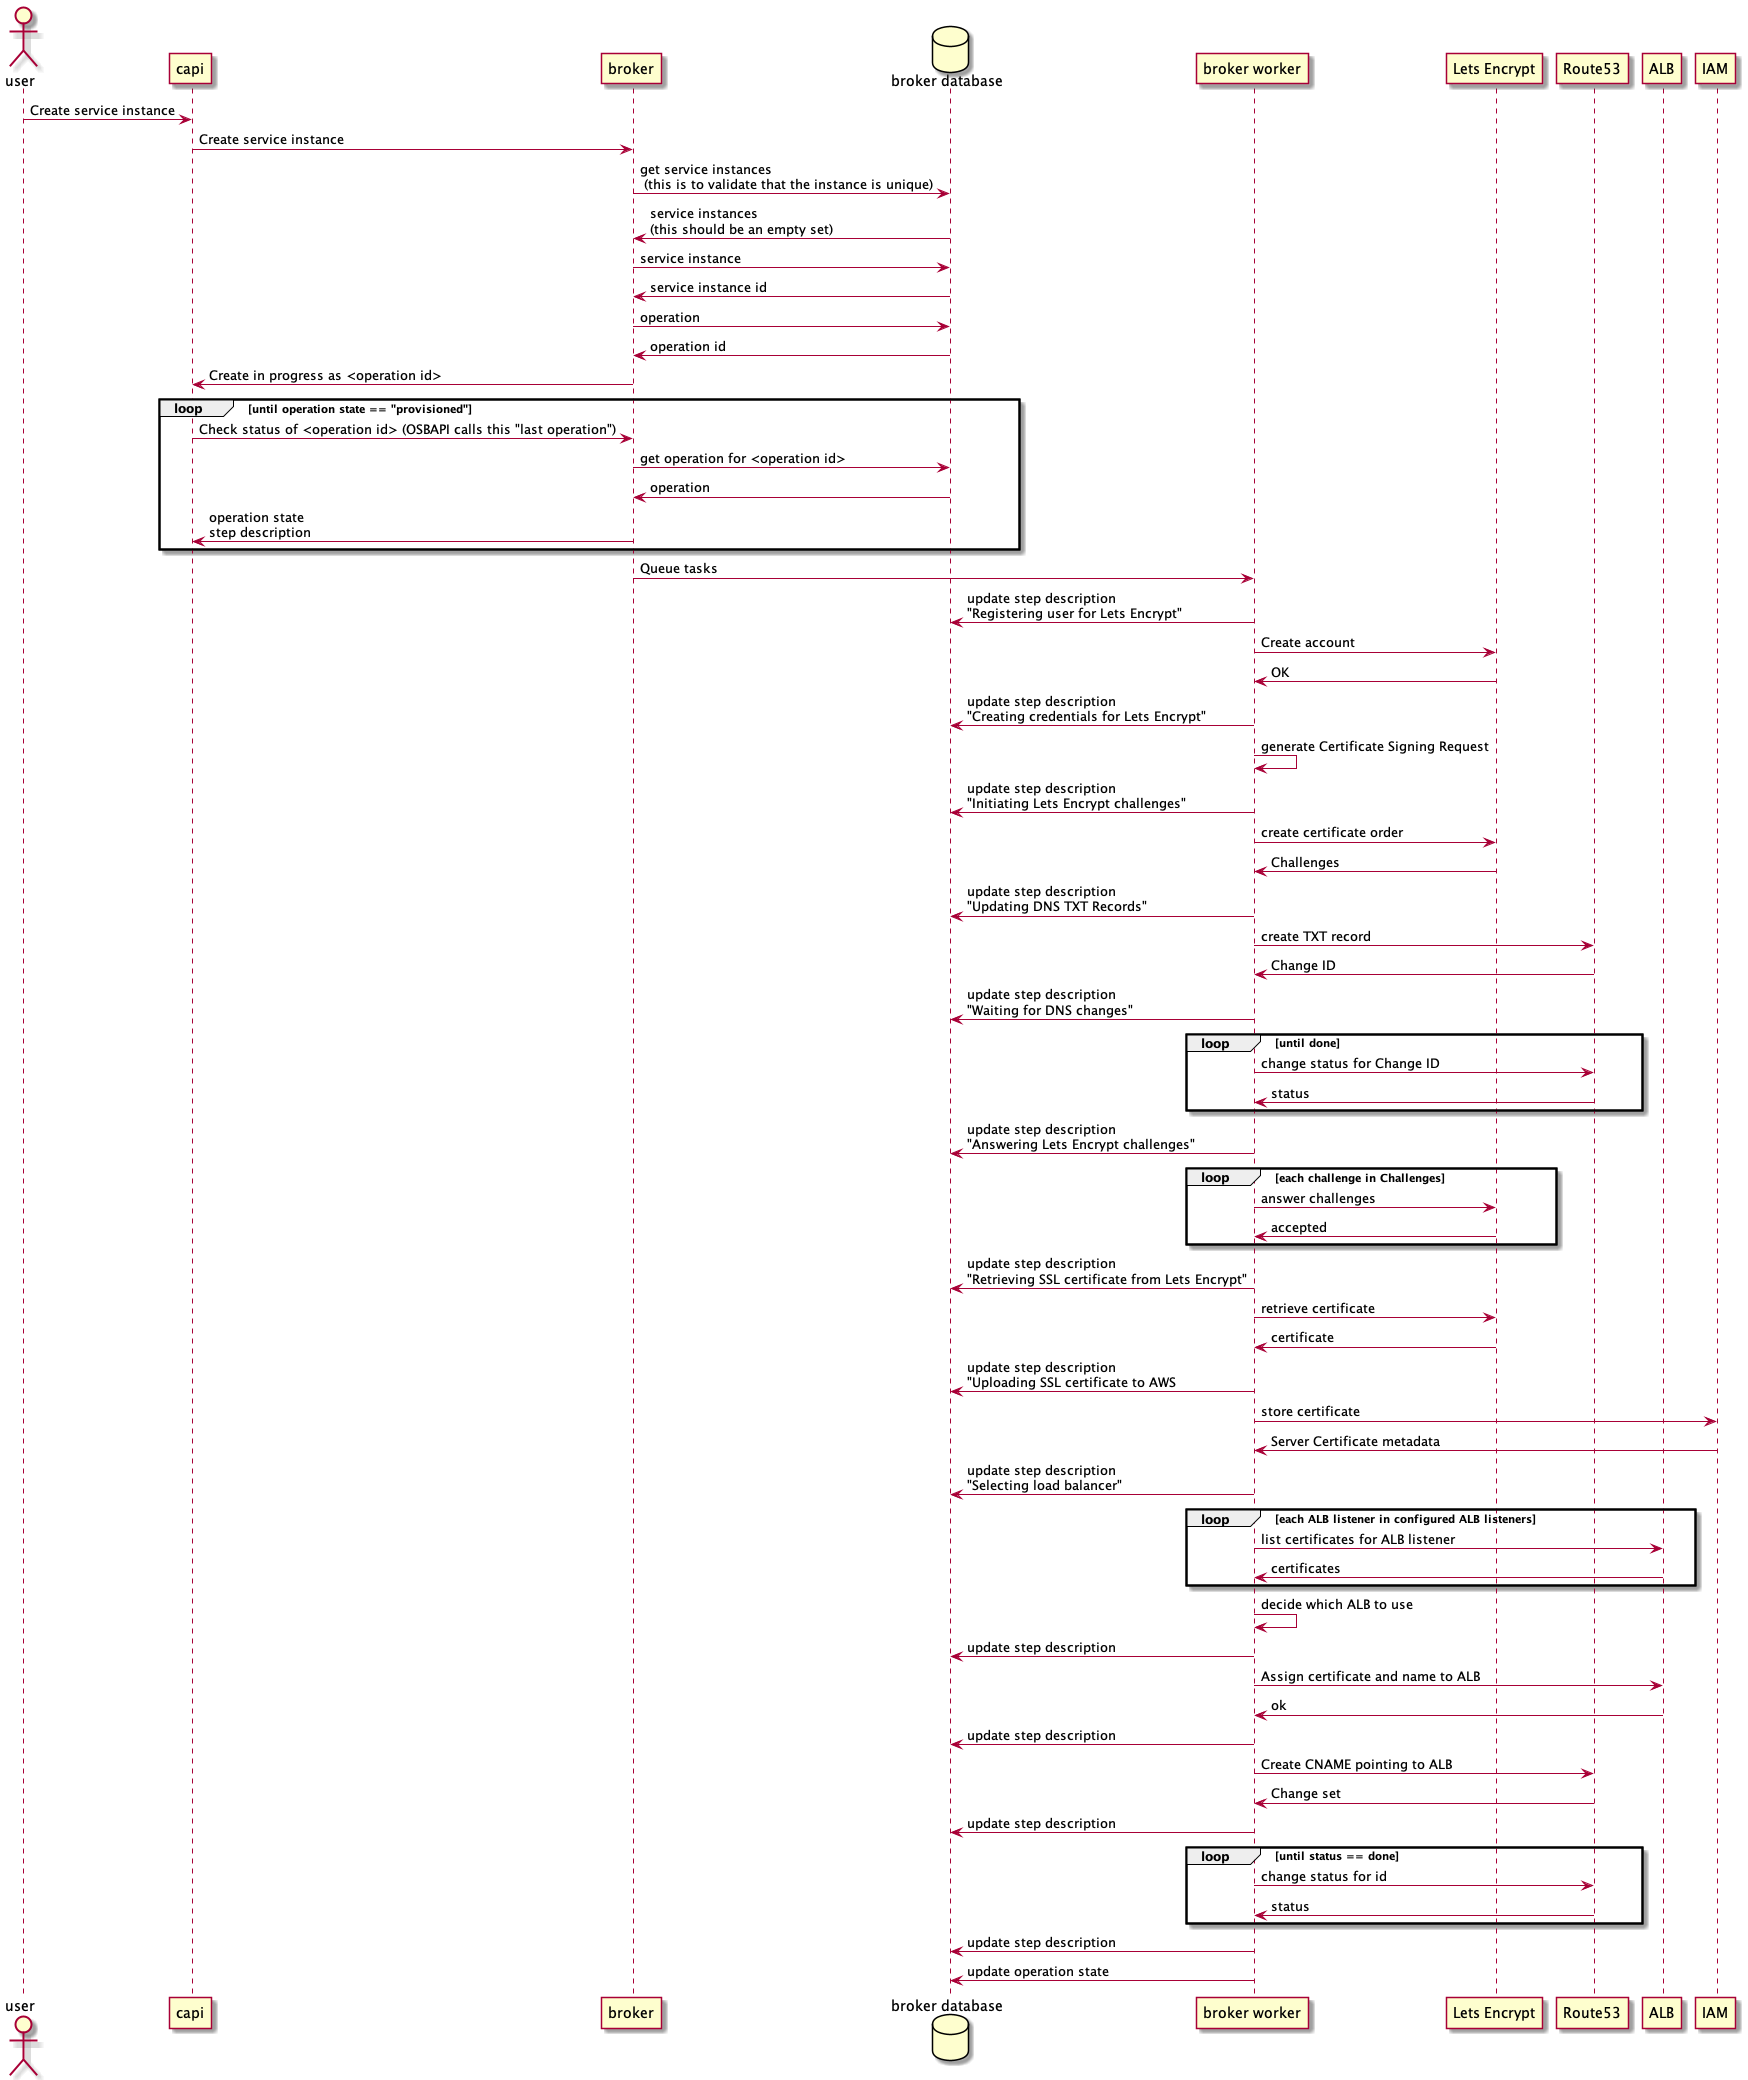 user
capi
broker
broker database
broker worker
Lets Encrypt
Route53
ALB
IAM
Create service instance
Create service instance
get service instances
(this is to validate that the instance is unique)
service instances
(this should be an empty set)
service instance
service instance id
operation
operation id
Create in progress as <operation id>
loop
[until operation state == "provisioned"]
Check status of <operation id> (OSBAPI calls this "last operation")
get operation for <operation id>
operation
operation state
step description
Queue tasks
update step description
"Registering user for Lets Encrypt"
Create account
OK
update step description
"Creating credentials for Lets Encrypt"
generate Certificate Signing Request
update step description
"Initiating Lets Encrypt challenges"
create certificate order
Challenges
update step description
"Updating DNS TXT Records"
create TXT record
Change ID
update step description
"Waiting for DNS changes"
loop
[until done]
change status for Change ID
status
update step description
"Answering Lets Encrypt challenges"
loop
[each challenge in Challenges]
answer challenges
accepted
update step description
"Retrieving SSL certificate from Lets Encrypt"
retrieve certificate
certificate
update step description
"Uploading SSL certificate to AWS
store certificate
Server Certificate metadata
update step description
"Selecting load balancer"
loop
[each ALB listener in configured ALB listeners]
list certificates for ALB listener
certificates
decide which ALB to use
update step description
Assign certificate and name to ALB
ok
update step description
Create CNAME pointing to ALB
Change set
update step description
loop
[until status == done]
change status for id
status
update step description
update operation state
user
capi
broker
broker database
broker worker
Lets Encrypt
Route53
ALB
IAM